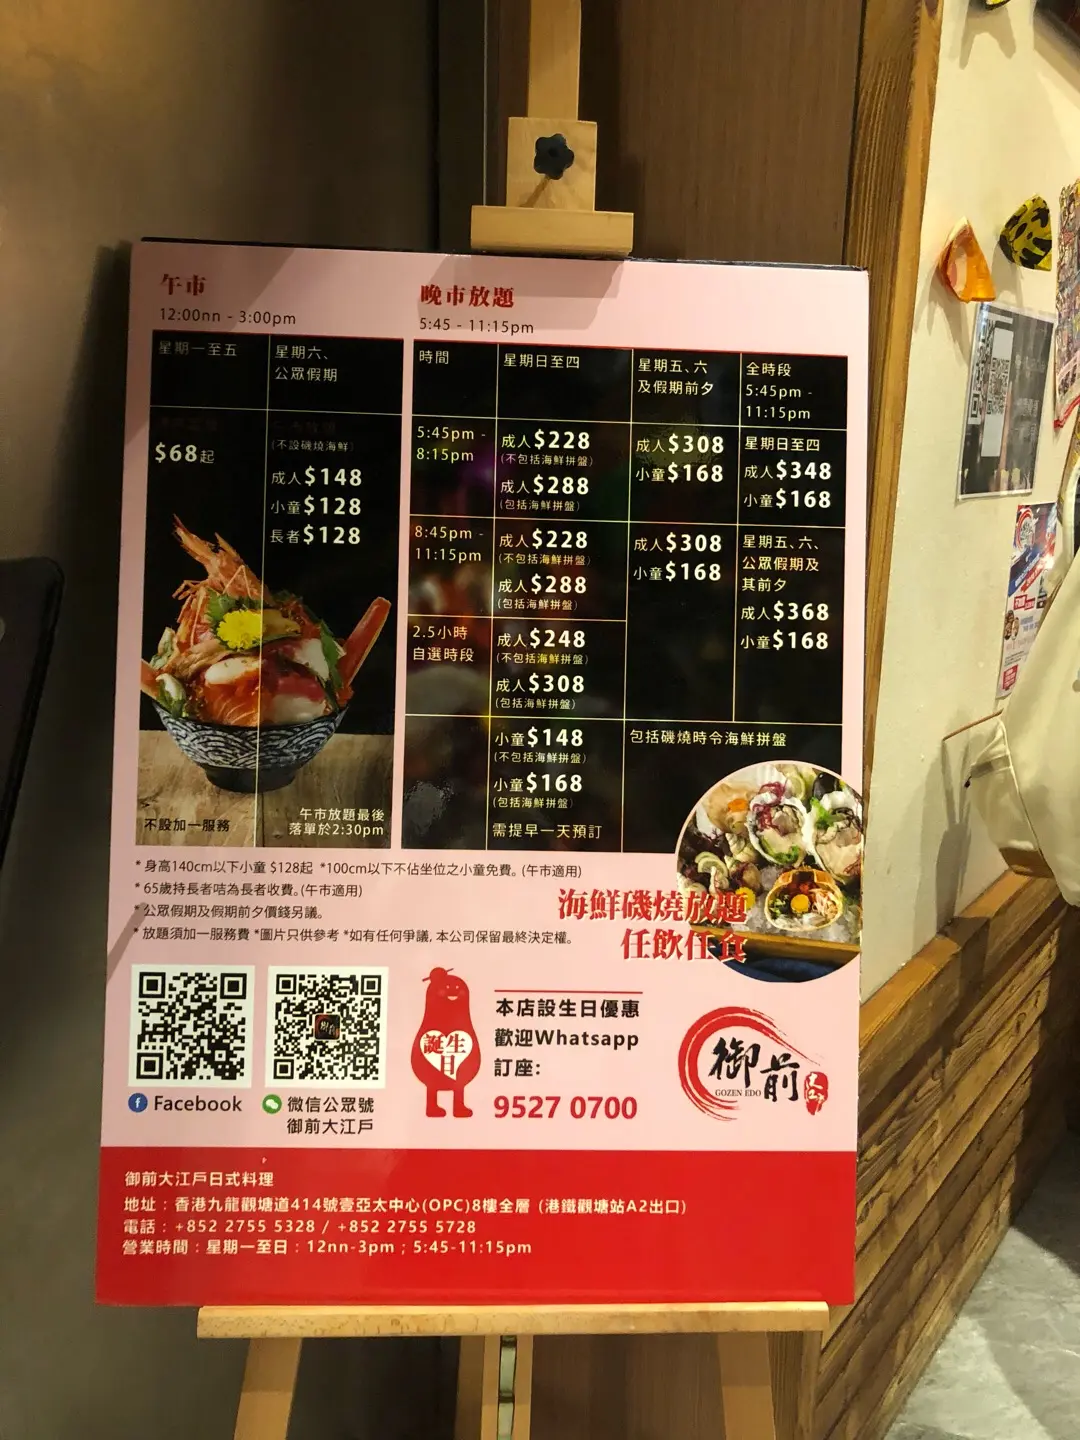 午市
12:00nn - 3:00pm
星期一至五
星期六、
公眾假期
$68起
(不設磯燒海鮮)
成人$148
小童$128
長者$128
不設加一服務
午市放題最後
落單於2:30pm
晚市放題
5:45 - 11:15pm
時間
星期日至四
星期五、六
及假期前夕
全時段
5:45pm -
11:15pm
5:45pm -
8:15pm
成人$228
(不包括海鮮拼盤)
成人$288
(包括海鮮拼盤)
成人$308
小童$168
星期日至四
成人$348
小童$168
8:45pm -
11:15pm
成人$228
(不包括海鮮拼盤)
成人$288
(包括海鮮拼盤)
成人$308
小童$168
星期五、六、
公眾假期及
其前夕
成人$368
小童$168
2.5小時
自選時段
成人$248
(不包括海鮮拼盤)
成人$308
(包括海鮮拼盤)
小童$148
(不包括海鮮拼盤)
小童$168
(包括海鮮拼盤)
需提早一天預訂
包括磯燒時令海鮮拼盤
*身高140cm以下小童 $128起 *100cm以下不佔坐位之小童免費。(午市適用)
*65歲持長者咭為長者收費。(午市適用)
*公眾假期及假期前夕價錢另議。
*放題須加一服務費 *圖片只供參考 *如有任何爭議, 本公司保留最終決定權。
海鮮磯燒放題
任飲任食
Facebook
微信公眾號
御前大江戶
誕生
日
本店設生日優惠
歡迎Whatsapp
訂座:
9527 0700
御前
GOZEN EDO
御前大江戶日式料理
地址 : 香港九龍觀塘道414號壹亞太中心(OPC)8樓全層 (港鐵觀塘站A2出口)
電話 : +852 2755 5328 / +852 2755 5728
營業時間 : 星期一至日 : 12nn-3pm ; 5:45-11:15pm